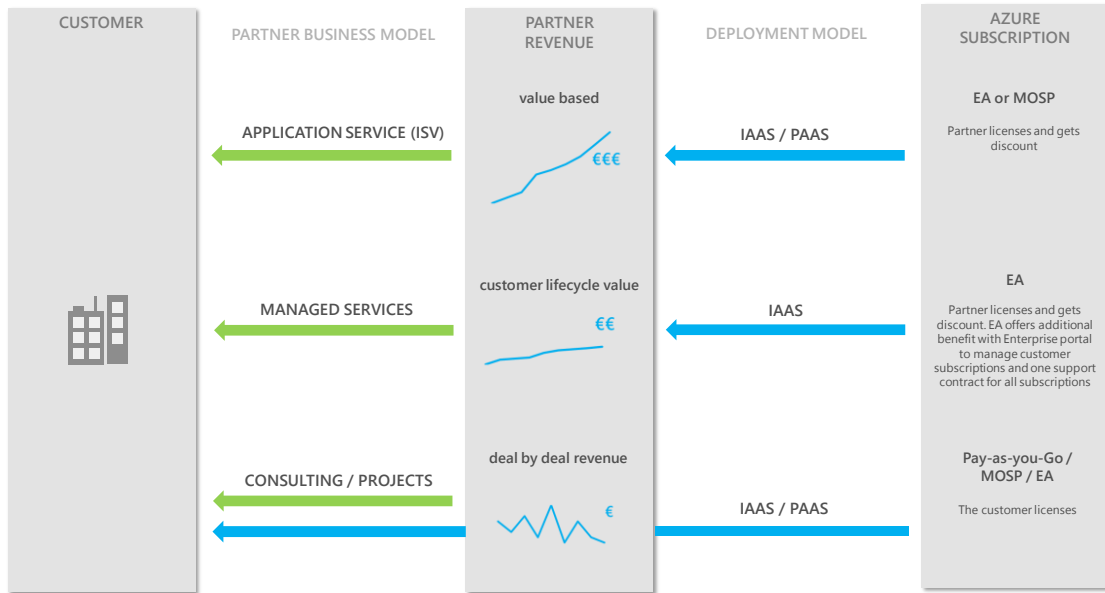 CUSTOMER
PARTNER BUSINESS MODEL
PARTNER
REVENUE
DEPLOYMENT MODEL
AZURE
SUBSCRIPTION
value based
EA or MOSP
APPLICATION SERVICE (ISV)
IAAS / PAAS
Partner licenses and gets
discount
€€€
customer lifecycle value
EA
MANAGED SERVICES
IAAS
€€
Partner licenses and gets
discount. EA offers additional
benefit with Enterprise portal
to manage customer
subscriptions and one support
contract for all subscriptions
deal by deal revenue
Pay-as-you-Go /
MOSP / EA
CONSULTING / PROJECTS
€
IAAS / PAAS
The customer licenses